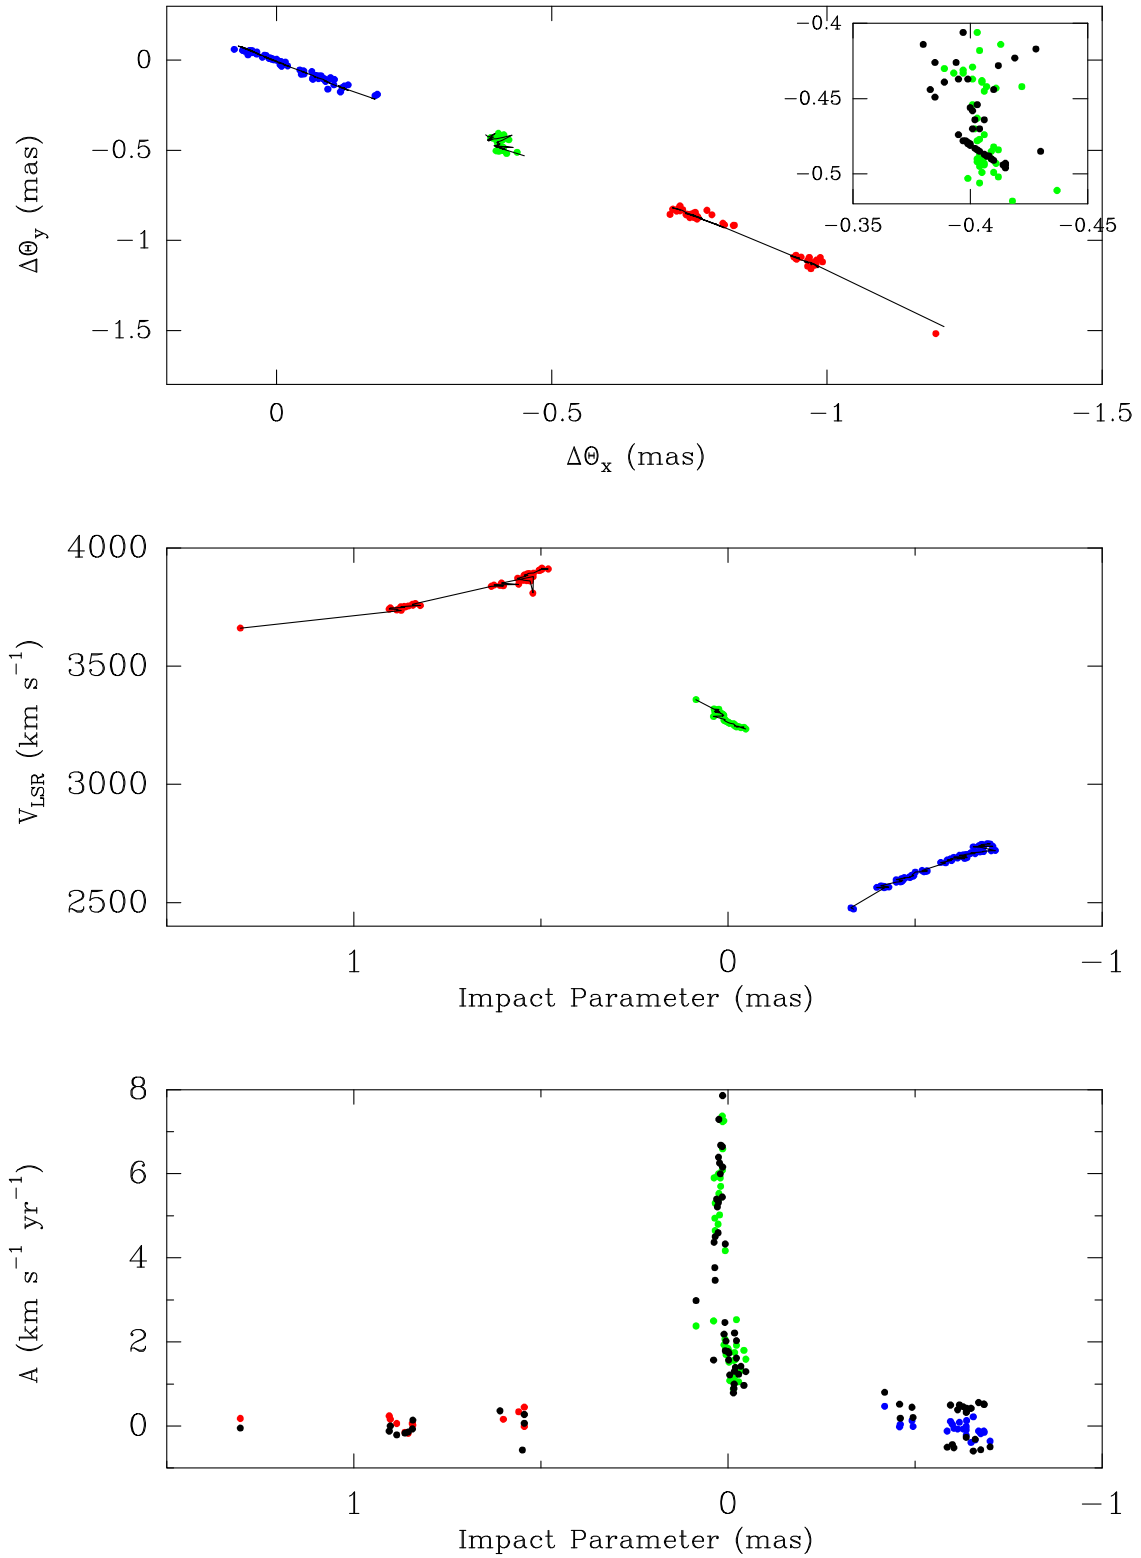 −0.4
−0.45
−0.5
−0.35 −0.4 −0.45
0
−0.5
−1
−1.5
ΔΘy (mas)
0 −0.5 −1 −1.5
ΔΘx (mas)
4000
3500
3000
2500
VLSR (km s−1)
1 0 −1
Impact Parameter (mas)
8
6
4
2
0
A (km s−1 yr−1)
1 0 −1
Impact Parameter (mas)